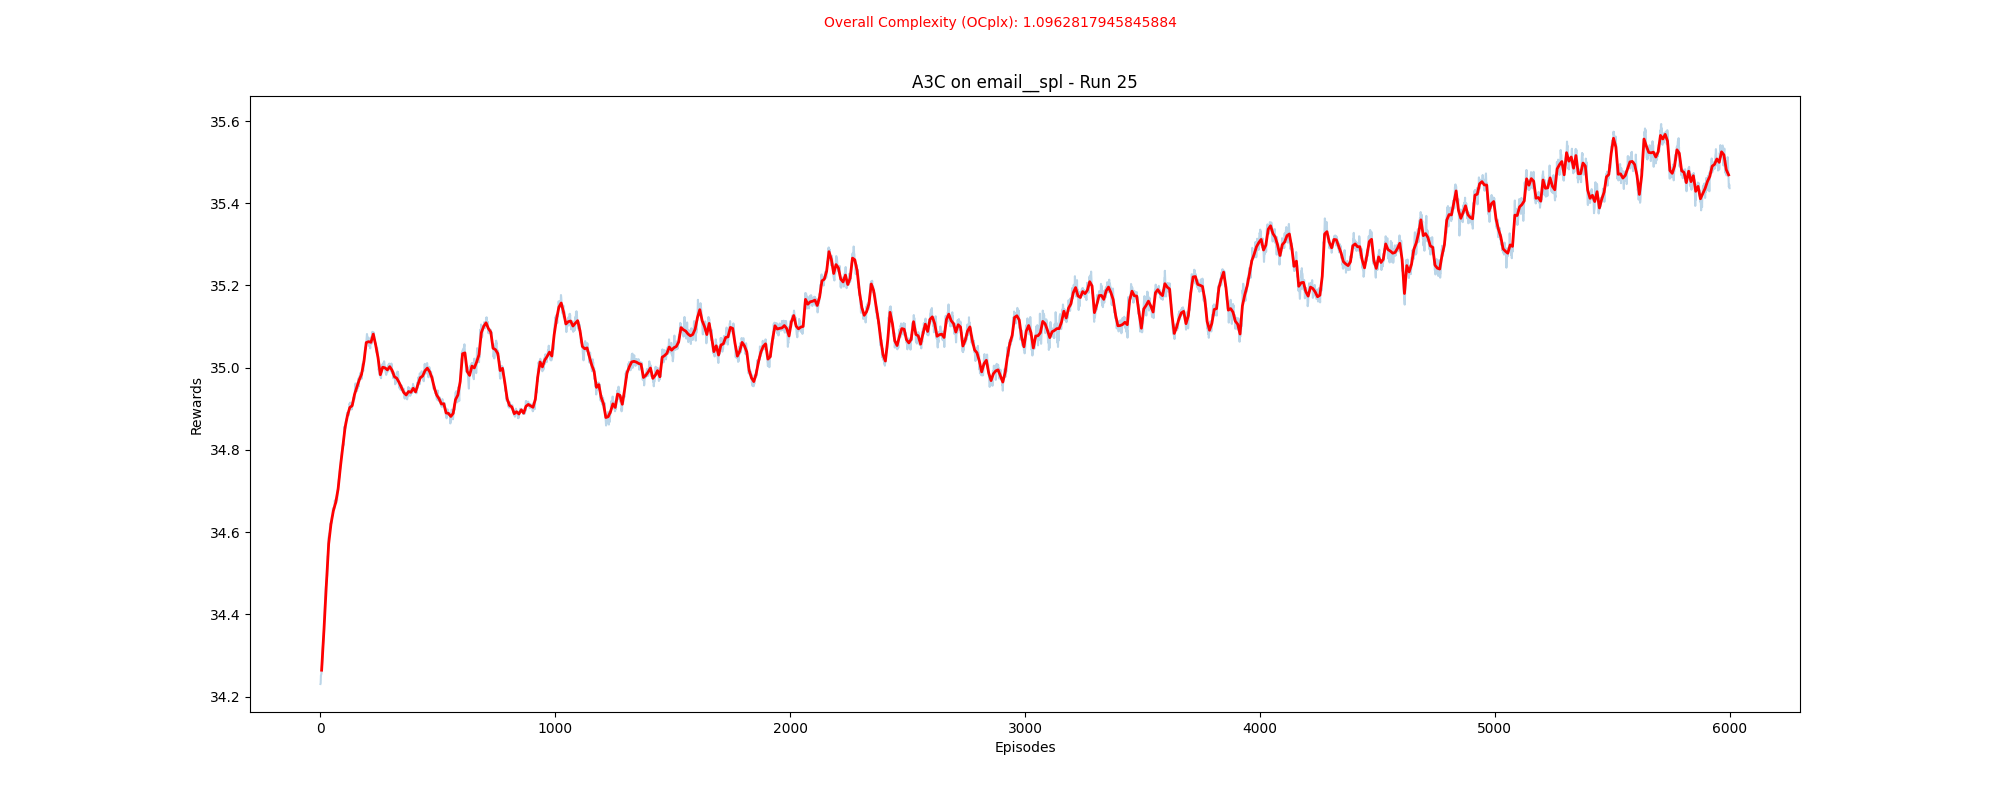 Overall Complexity (OCplx): 1.0962817945845884
A3C on email__spl - Run 25
35.6
35.4
35.2
35.0
34.8
34.6
34.4
34.2
Rewards
0 1000 2000 3000 4000 5000 6000
Episodes